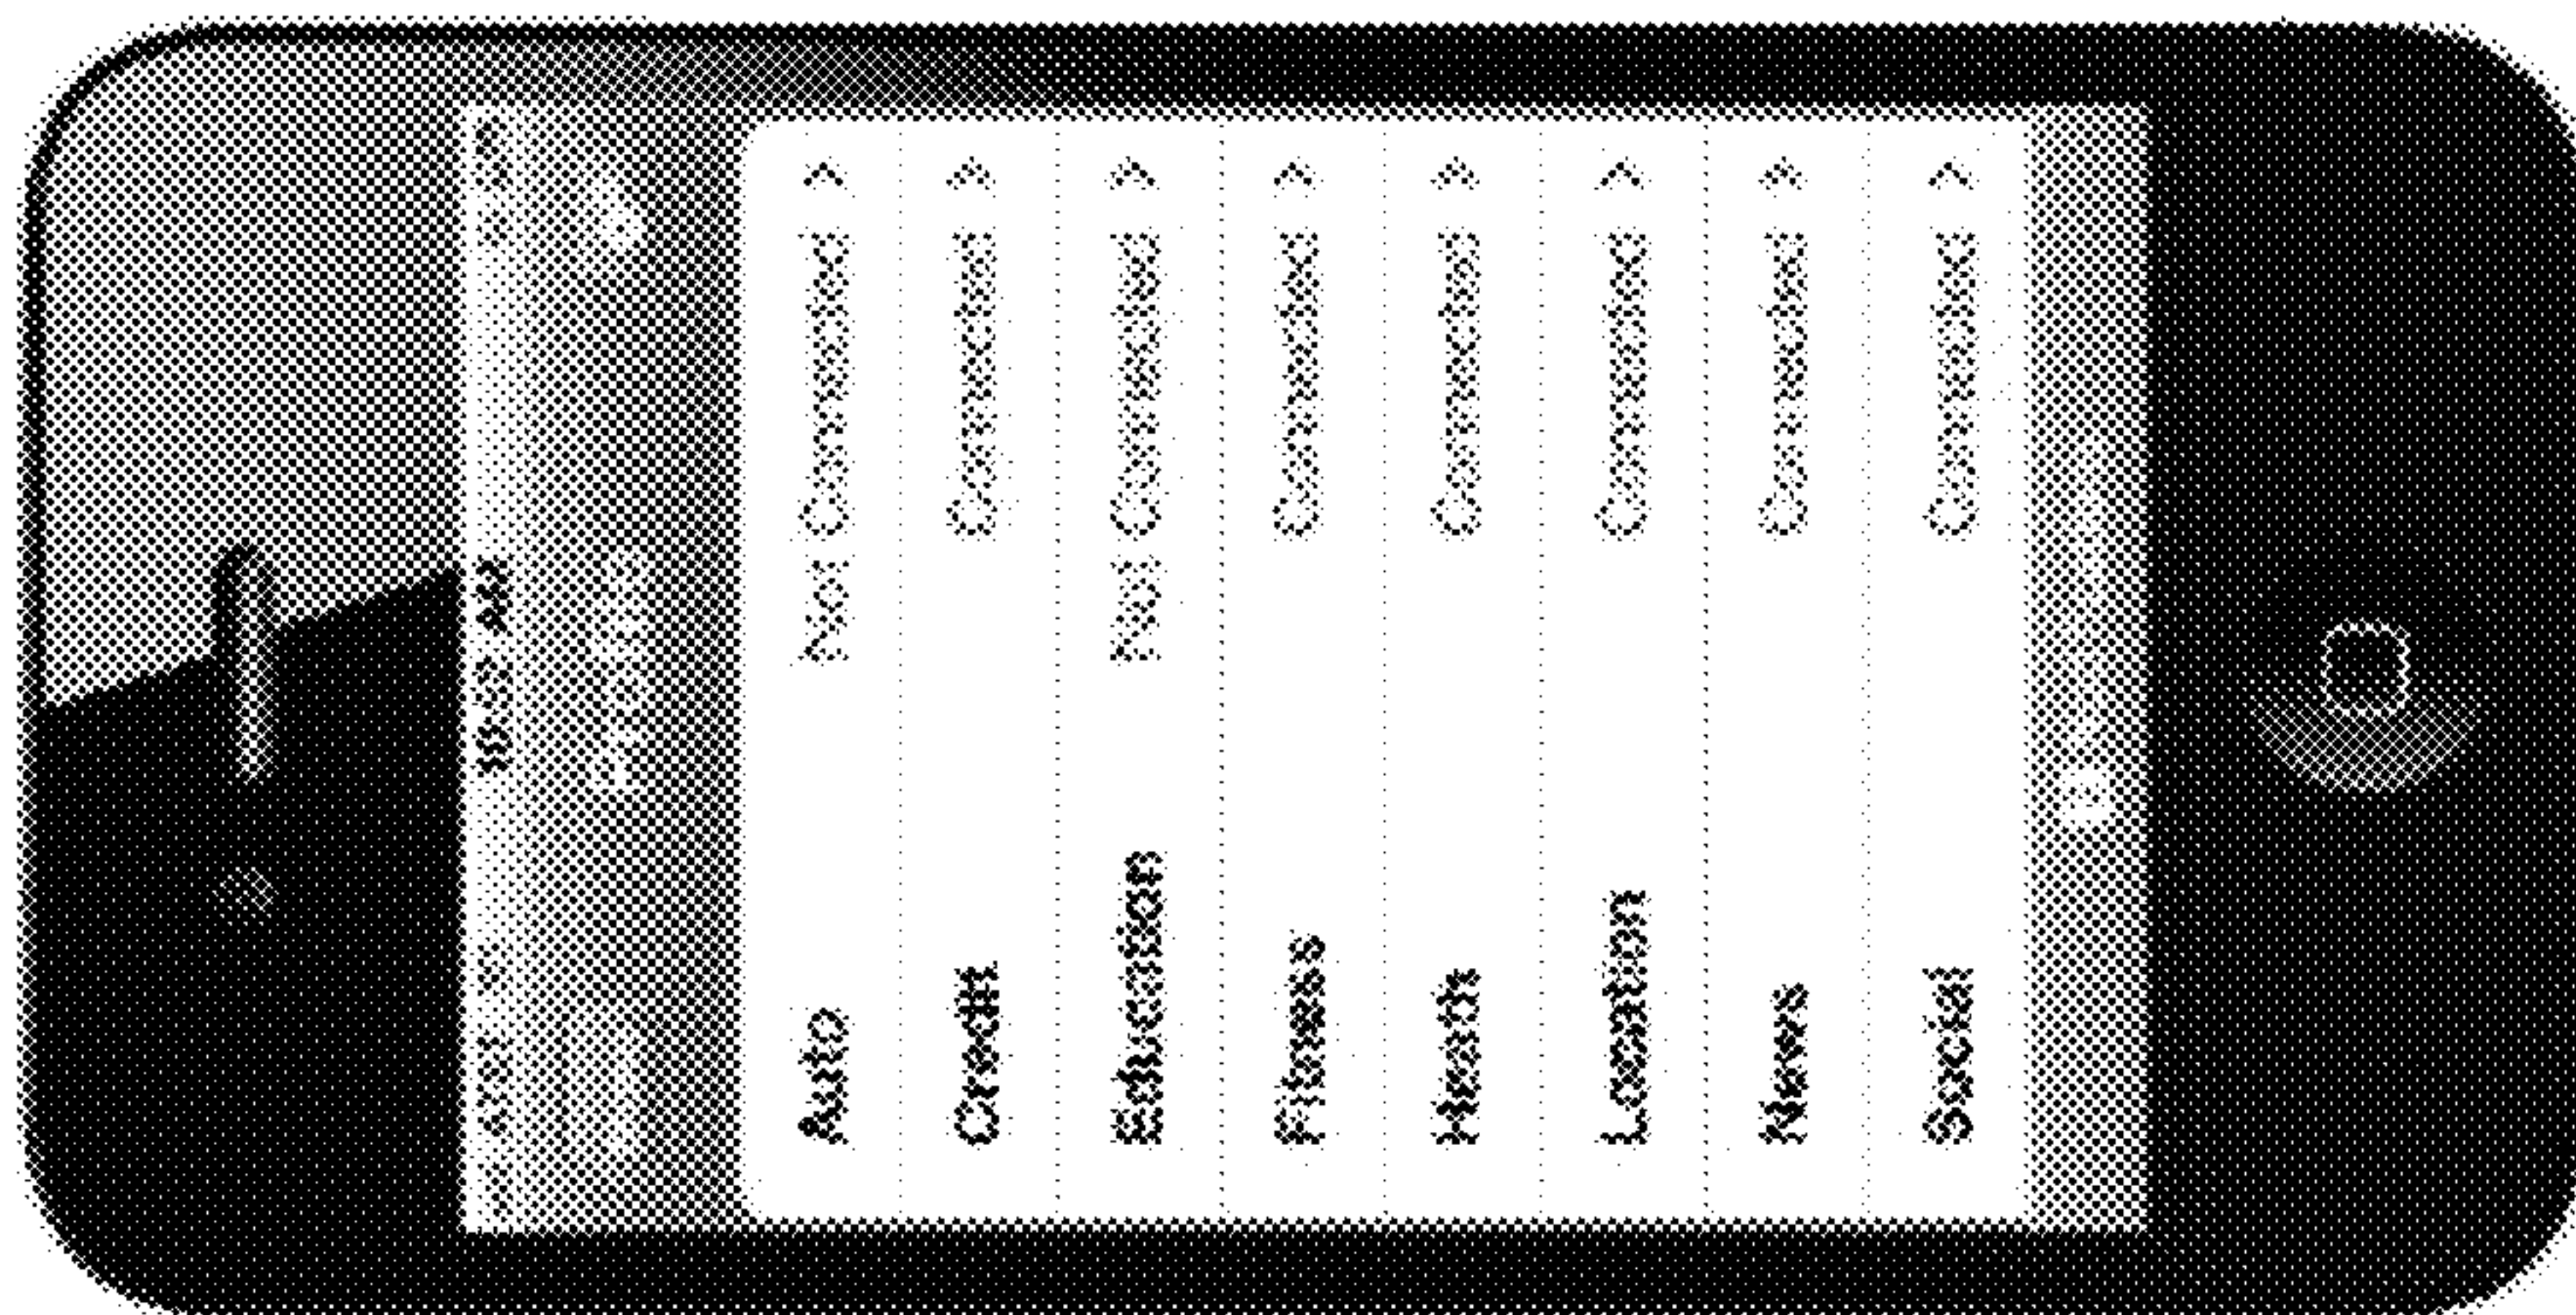 Auto Not Connected >
Credit Connected >
Education Not Connected >
Fitness Connected >
Health Connected >
Location Connected >
News Connected >
Social Connected >